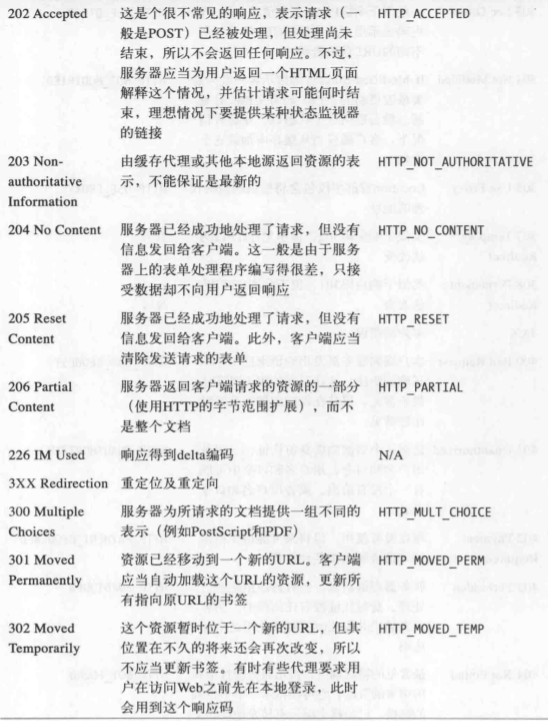 202 Accepted 这是个很不常见的响应，表示请求（一 HTTP_ACCEPTED
般是POST）已经被处理，但处理尚未
结束，所以不会返回任何响应。不过，
服务器应当为用户返回一个HTML页面
解释这个情况，并估计请求可能何时结
束，理想情况下要提供某种状态监视器
的链接
203 Non- 由缓存代理或其他本地源返回资源的表 HTTP_NOT_AUTHORITATIVE
authoritative 示，不能保证是最新的
Information
204 No Content 服务器已经成功地处理了请求，但没有 HTTP_NO_CONTENT
信息发回给客户端。这一般是由于服务
器上的表单处理程序编写得很差，只接
受数据却不向用户返回响应
205 Reset 服务器已经成功地处理了请求，但没有 HTTP_RESET
Content 信息发回给客户端。此外，客户端应当
清除发送请求的表单
206 Partial 服务器返回客户端请求的资源的一部分 HTTP_PARTIAL
Content （使用HTTP的字节范围扩展），而不
是整个文档
226 IM Used 响应得到delta编码 N/A
3XX Redirection 重定位及重定向
300 Multiple 服务器为所请求的文档提供一组不同的 HTTP_MULT_CHOICE
Choices 表示（例如PostScript和PDF）
301 Moved 资源已经移动到一个新的URL。客户端 HTTP_MOVED_PERM
Permanently 应当自动加载这个URL的资源，更新所
有指向原URL的书签
302 Moved 这个资源暂时位于一个新的URL，但其 HTTP_MOVED_TEMP
Temporarily 位置在不久的将来还会再次改变，所以
不应当更新书签。有时有些代理要求用
户在访问Web之前先在本地登录，此时
会用到这个响应码